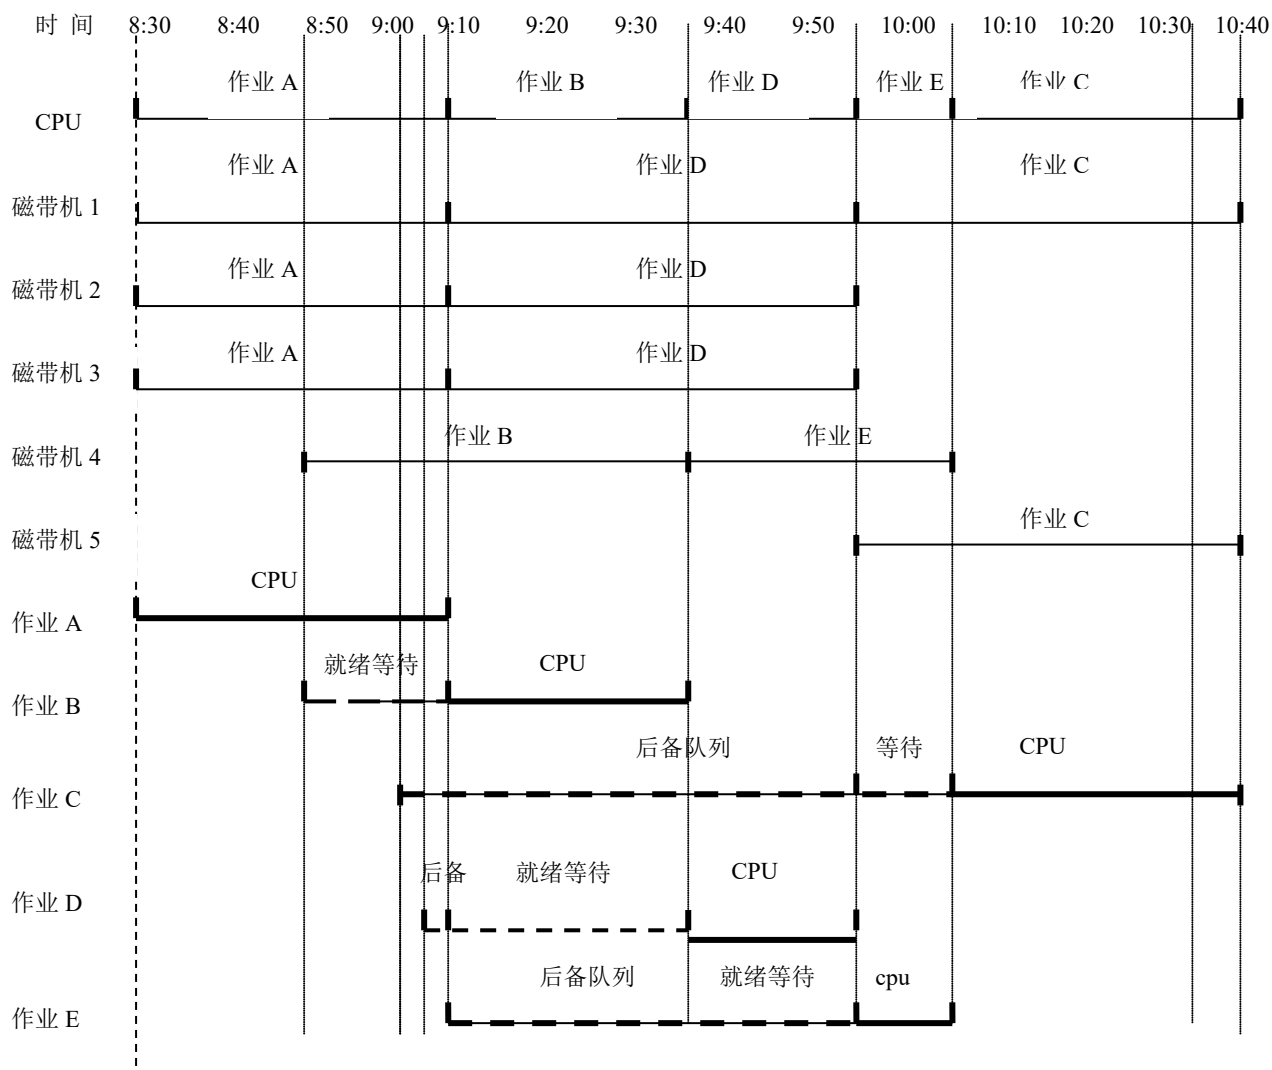 时 间 8:30 8:40 8:50 9:00 9:10 9:20 9:30 9:40 9:50 10:00 10:10 10:20 10:30 10:40
作业 A 作业 B 作业 D 作业 E 作业 C
CPU
作业 A 作业 D 作业 C
磁带机 1
作业 A 作业 D
磁带机 2
作业 A 作业 D
磁带机 3
作业 B 作业 E
磁带机 4
作业 C
磁带机 5
CPU
作业 A
就绪等待 CPU
作业 B
后备队列 等待 CPU
作业 C
后备 就绪等待 CPU
作业 D
后备队列 就绪等待 cpu
作业 E